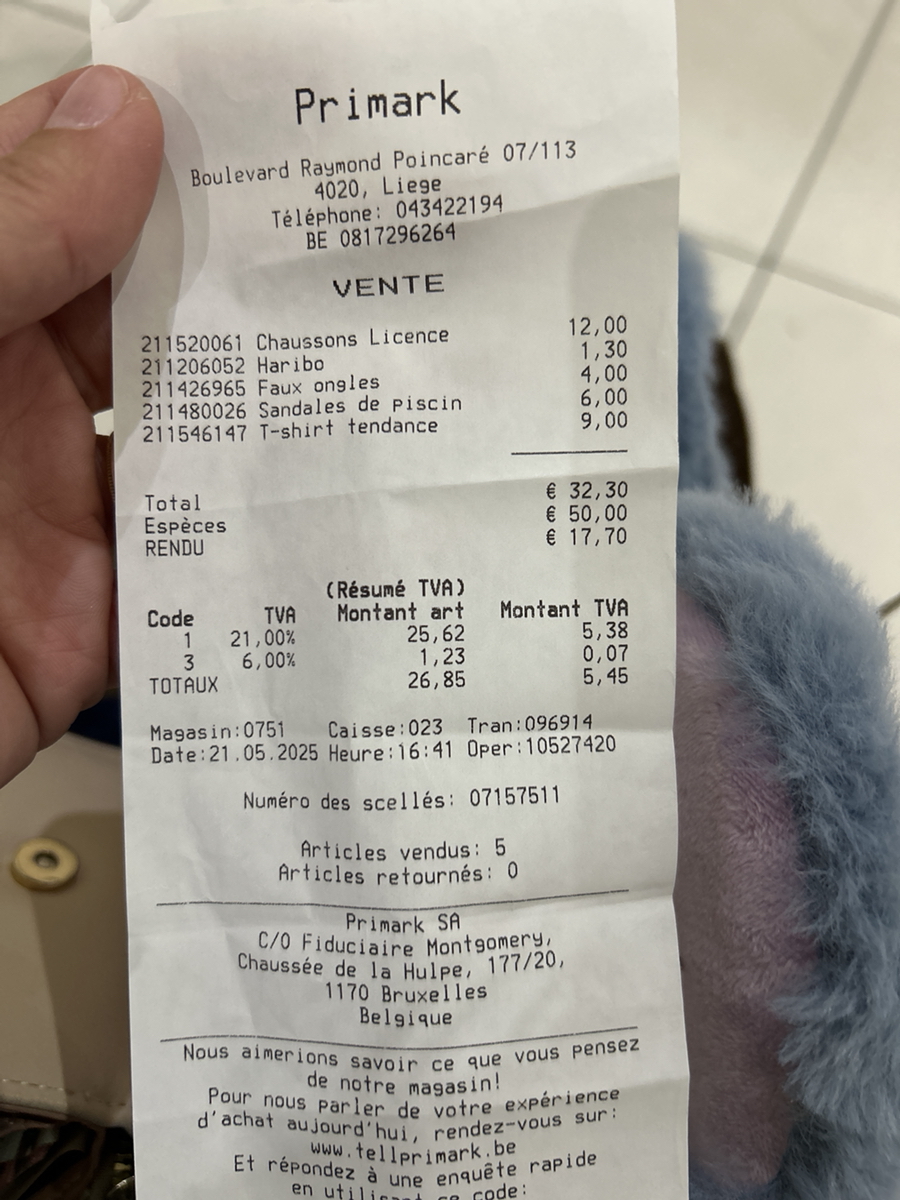 Primark
Boulevard Raymond Poincaré 07/113
4020, Liege
Téléphone: 043422194
BE 0817296264
VENTE
211520061 Chaussons Licence 12,00
211206052 Haribo 1,30
211426965 Faux ongles 4,00
211480026 Sandales de piscin 6,00
211546147 T-shirt tendance 9,00
Total € 32,30
Espèces € 50,00
RENDU € 17,70
(Résumé TVA)
Code TVA Montant art Montant TVA
1 21,00% 25,62 5,38
3 6,00% 1,23 0,07
TOTAUX 26,85 5,45
Magasin:0751 Caisse:023 Tran:096914
Date:21.05.2025 Heure:16:41 Oper:10527420
Numéro des scellés: 07157511
Articles vendus: 5
Articles retournés: 0
Primark SA
C/O Fiduciaire Montgomery,
Chaussée de la Hulpe, 177/20,
1170 Bruxelles
Belgique
Nous aimerions savoir ce que vous pensez
de notre magasin!
Pour nous parler de votre expérience
d'achat aujourd'hui, rendez-vous sur:
www.tellprimark.be
Et répondez à une enquête rapide
en utilisant ce code: